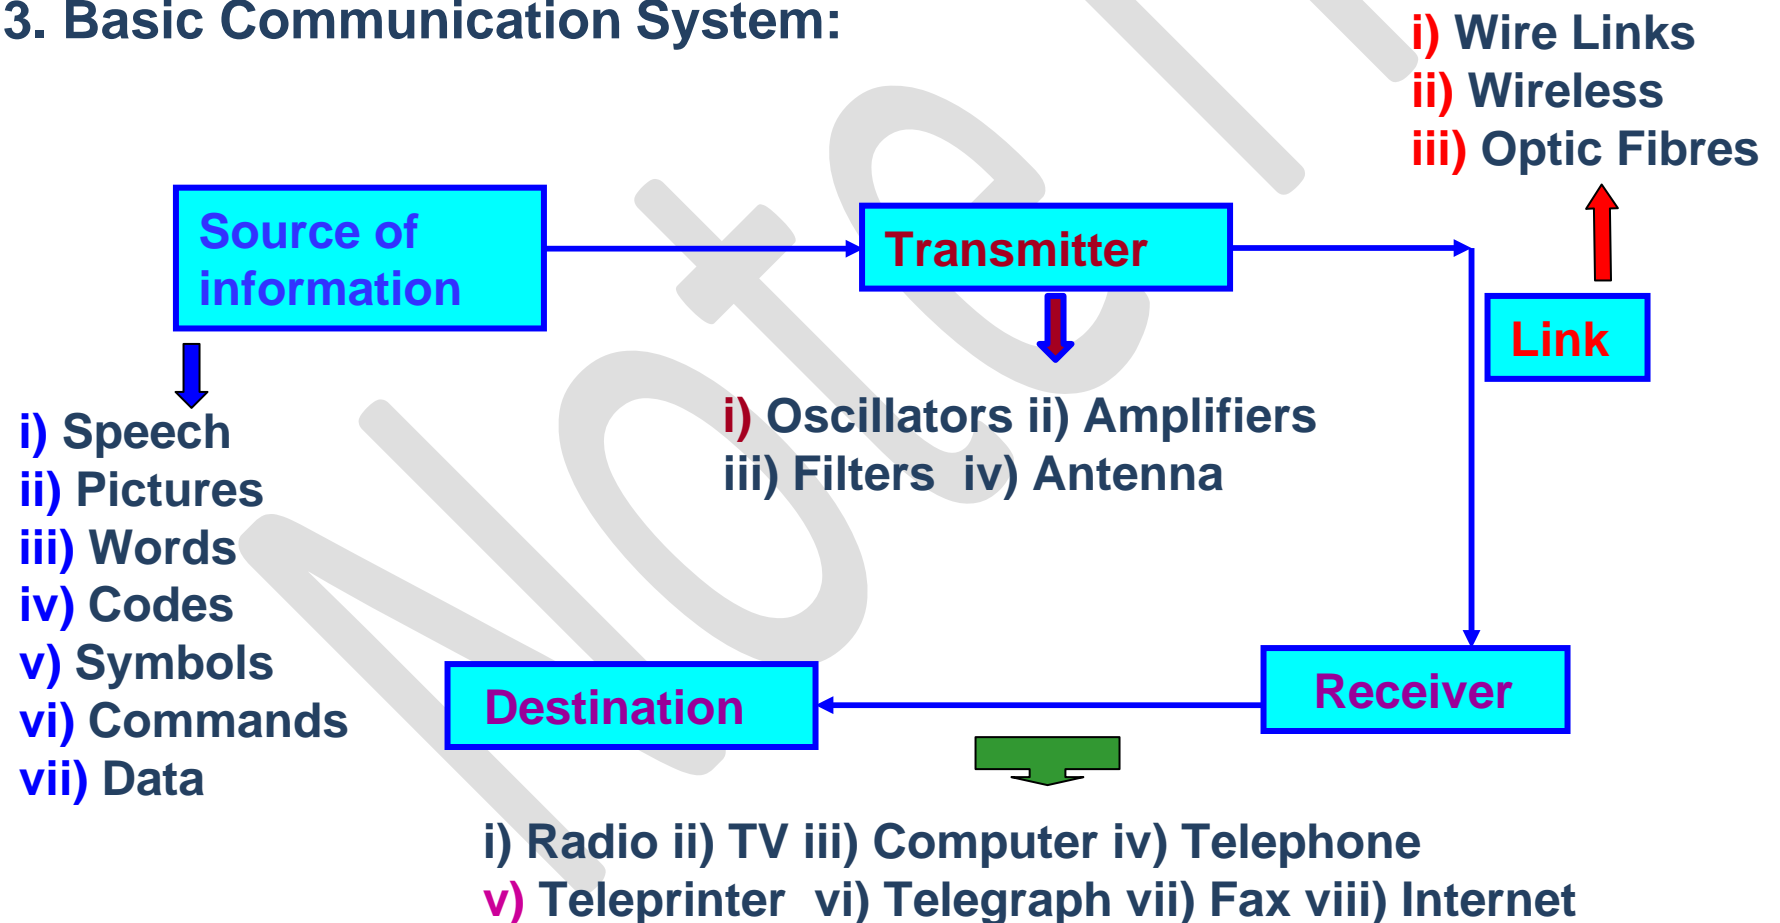 3. Basic Communication System:
i) Wire Links
ii) Wireless
iii) Optic Fibres
Source of
information
Transmitter
Link
i) Speech
ii) Pictures
iii) Words
iv) Codes
v) Symbols
vi) Commands
vii) Data
i) Oscillators ii) Amplifiers
iii) Filters iv) Antenna
Receiver
Destination
i) Radio ii) TV iii) Computer iv) Telephone
v) Teleprinter vi) Telegraph vii) Fax viii) Internet